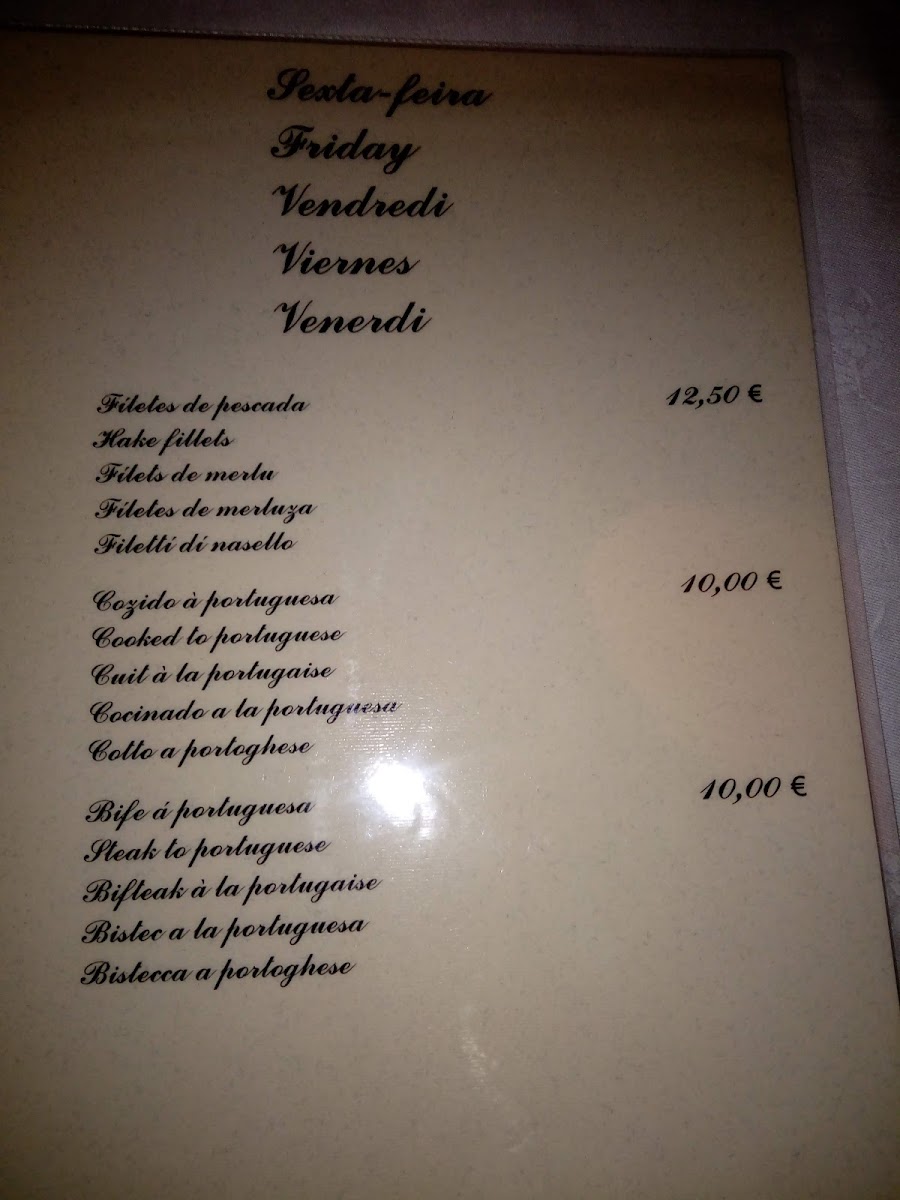 Sexta-feira
Friday
Vendredi
Viernes
Venerdi
Filetes de pescada 12,50 €
Hake fillets
Filets de merlu
Filetes de merluza
Filetti di nasello
Cozido à portuguesa 10,00 €
Cooked to portuguese
Cuit à la portugaise
Cocinado a la portuguesa
Cotto a portoghese
Bife á portuguesa 10,00 €
Steak to portuguese
Bifteak à la portugaise
Bistec a la portuguesa
Bistecca a portoghese